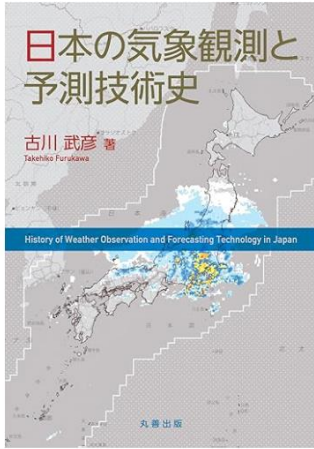 日本の気象観測と
予測技術史
古川 武彦 著
Takehiko Furukawa
History of Weather Observation and Forecasting Technology in Japan
丸善出版